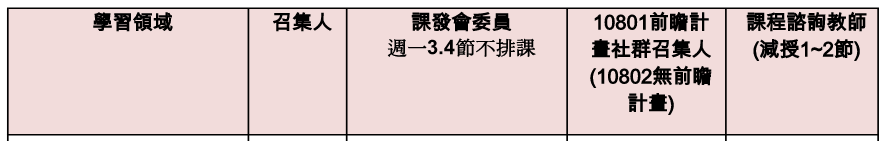 學習領域
召集人
課發會委員
週一3.4節不排課
10801前瞻計
畫社群召集人
(10802無前瞻
計畫)
課程諮詢教師
(減授1~2節)